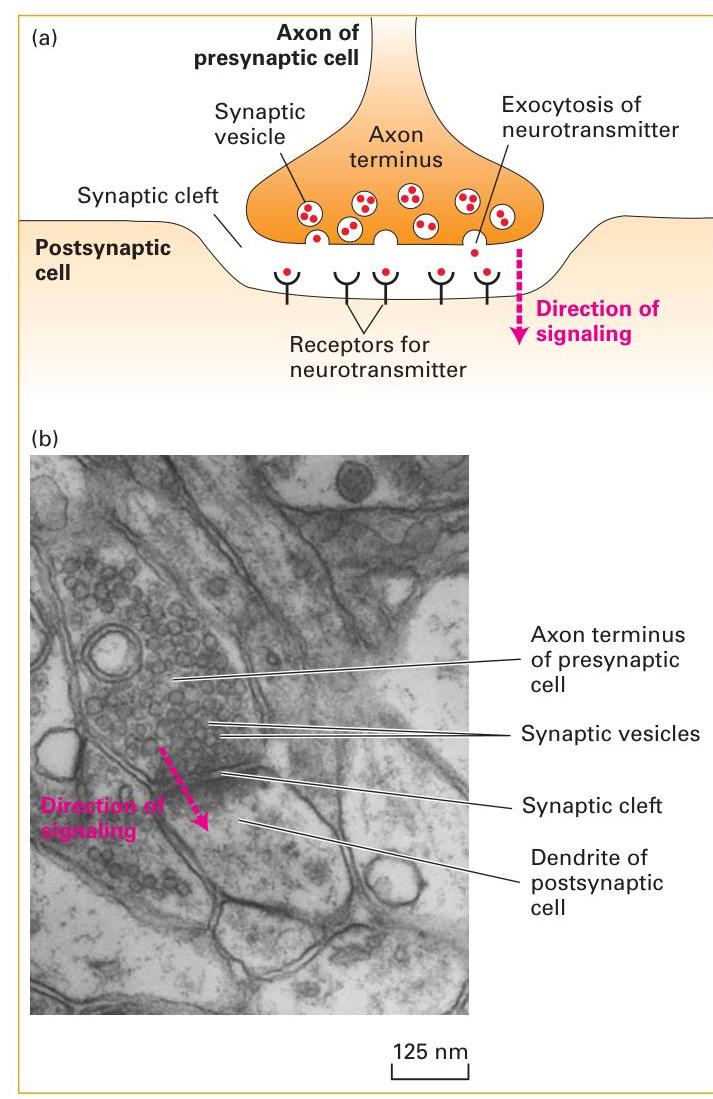 (a)
Axon of
presynaptic cell
Synaptic
vesicle
Axon
terminus
Exocytosis of
neurotransmitter
Synaptic cleft
Postsynaptic
cell
Direction of
signaling
Receptors for
neurotransmitter
(b)
Axon terminus
of presynaptic
cell
Synaptic vesicles
Direction of
signaling
Synaptic cleft
Dendrite of
postsynaptic
cell
125 nm